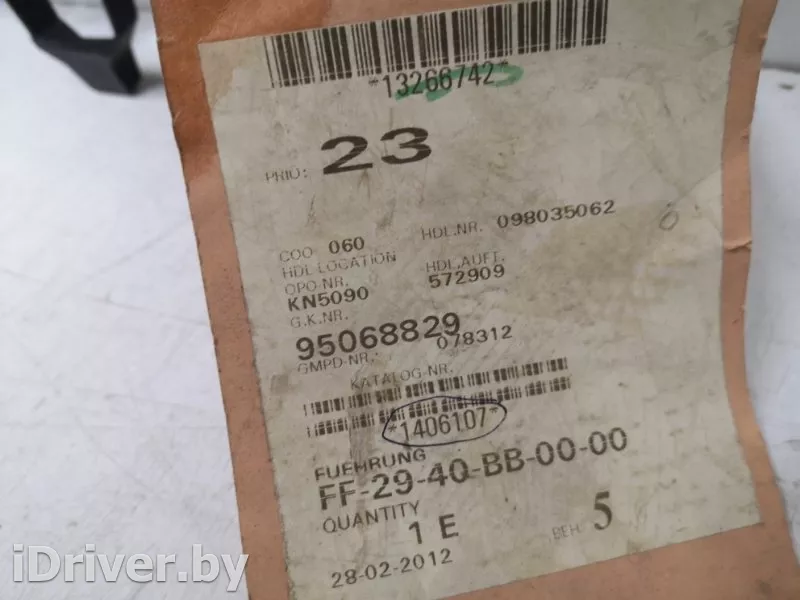 *13266742*
PRIO: 23
COO 060 HDL.NR. 098035062
HDL LOCATION HDL.AUFT.
OPO-NR. 572909
KN5090
G.K.NR.
95068829
GMPD-NR.: 078312
KATALOG-NR.
*1406107*
FUEHRUNG
FF-29-40-BB-00-00
QUANTITY
1 E BEH. 5
28-02-2012
iDriver.by